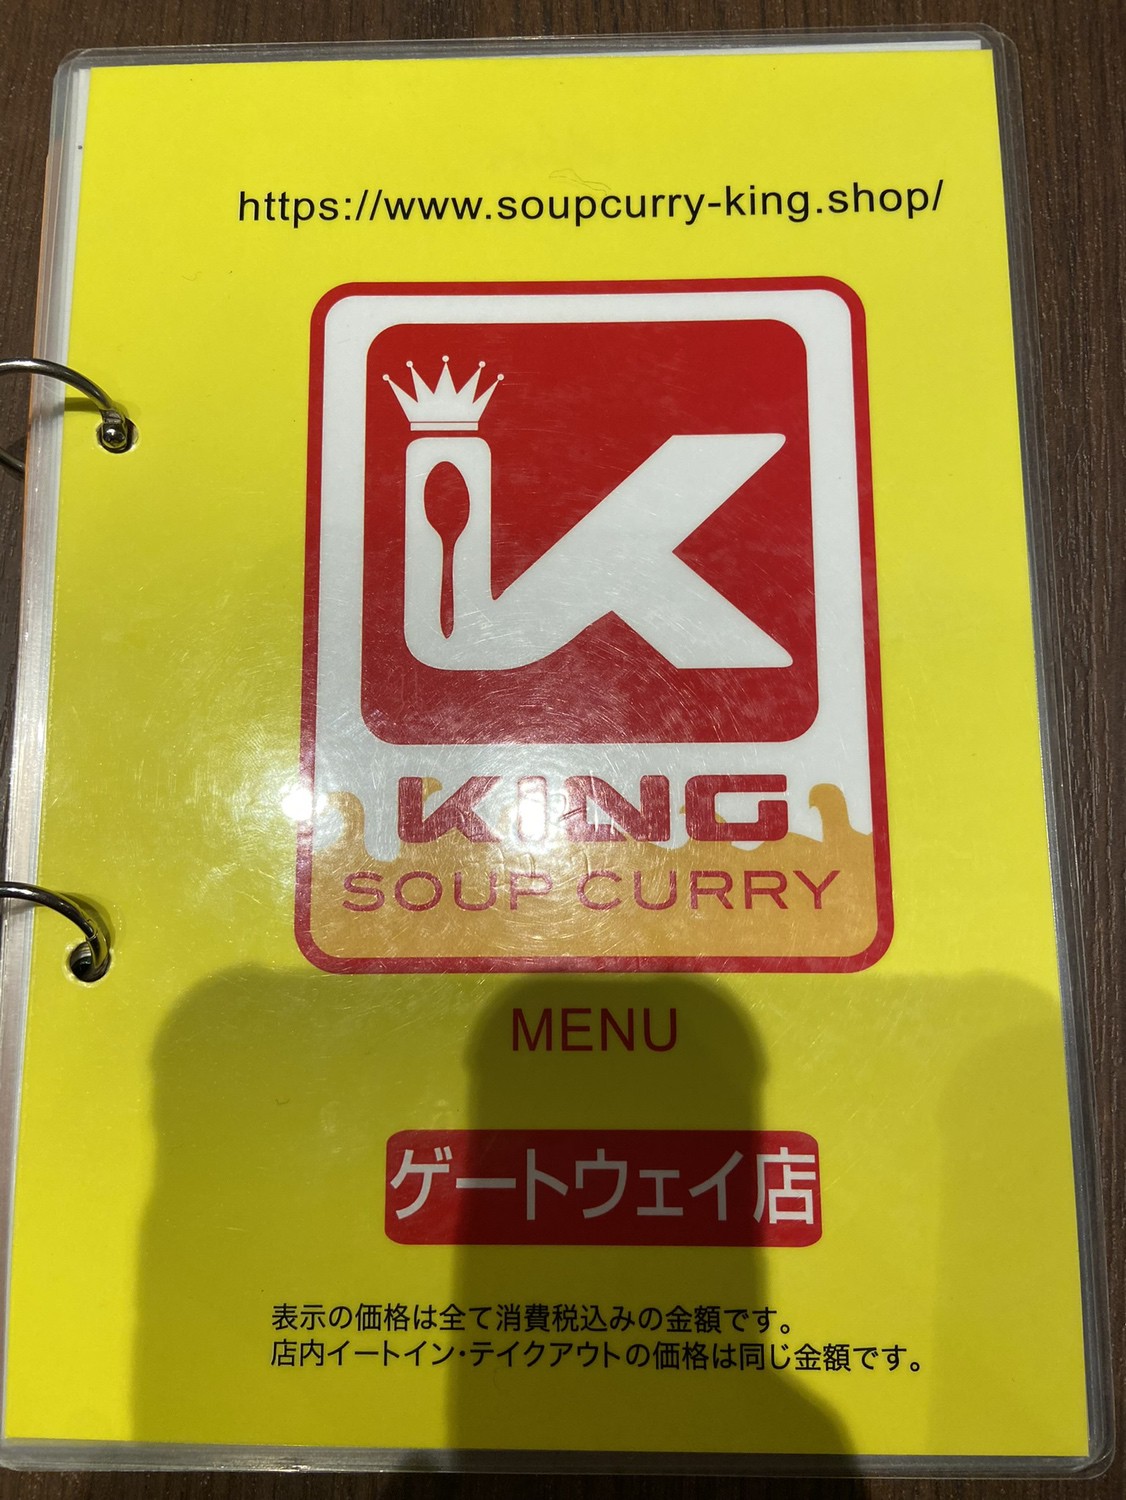 https://www.soupcurry-king.shop/
KING
SOUP CURRY
MENU
ゲートウェイ店
表示の価格は全て消費税込みの金額です。
店内イートイン・テイクアウトの価格は同じ金額です。